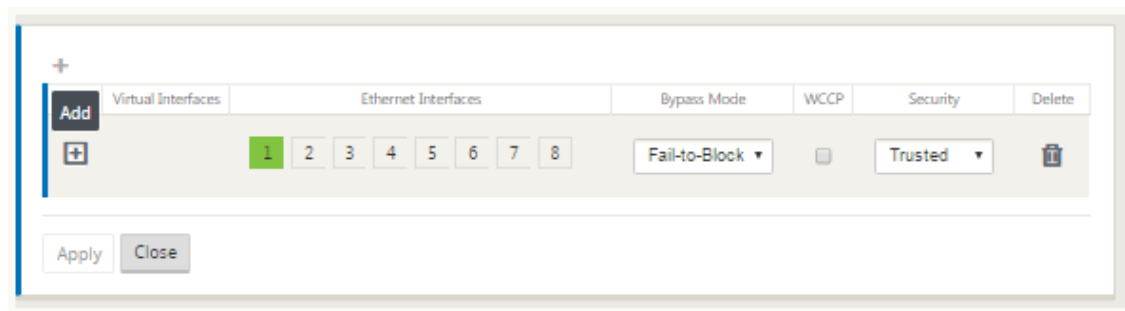 +
Add Virtual Interfaces Ethernet Interfaces Bypass Mode WCCP Security Delete
1 2 3 4 5 6 7 8 Fail-to-Block Trusted
Apply Close